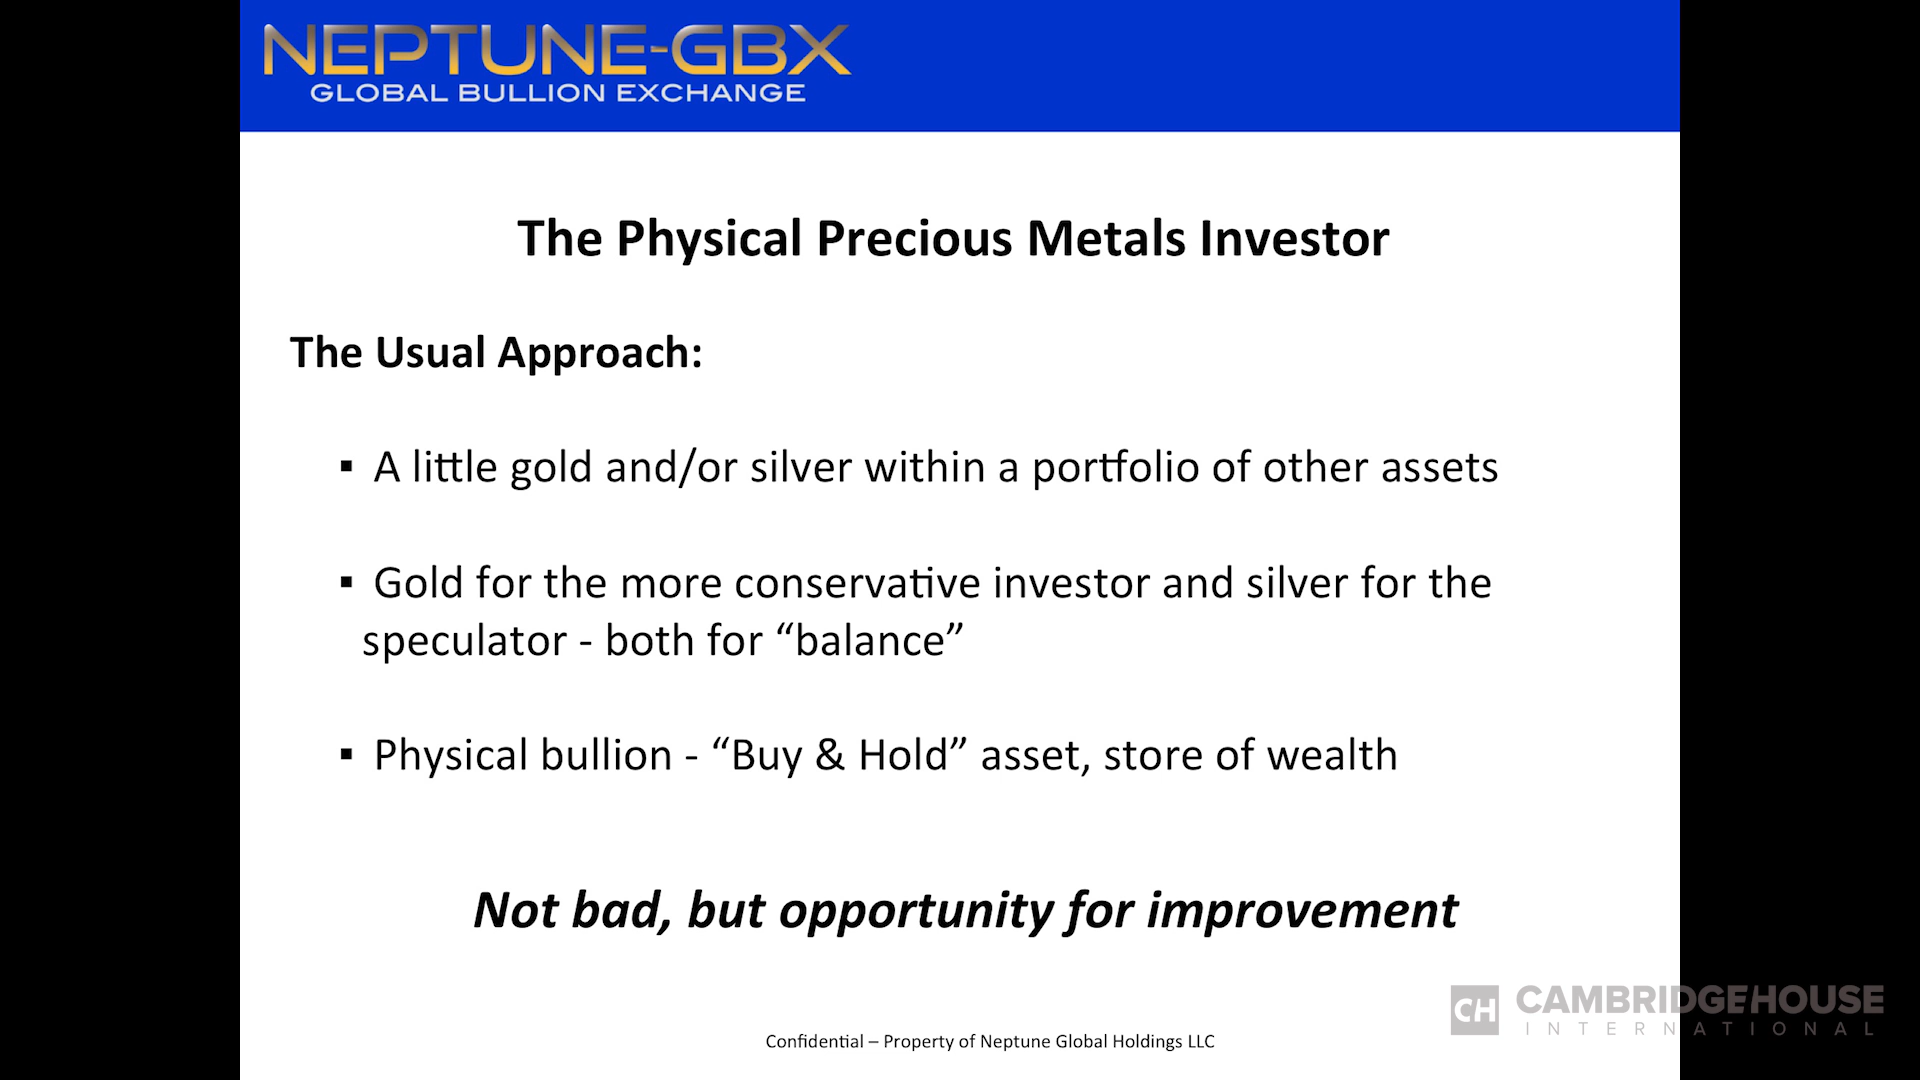 NEPTUNE-GBX
GLOBAL BULLION EXCHANGE
The Physical Precious Metals Investor
The Usual Approach:
▪ A little gold and/or silver within a portfolio of other assets
▪ Gold for the more conservative investor and silver for the
speculator - both for “balance”
▪ Physical bullion - “Buy & Hold” asset, store of wealth
Not bad, but opportunity for improvement
CH CAMBRIDGEHOUSE
INTERNATIONAL
Confidential – Property of Neptune Global Holdings LLC